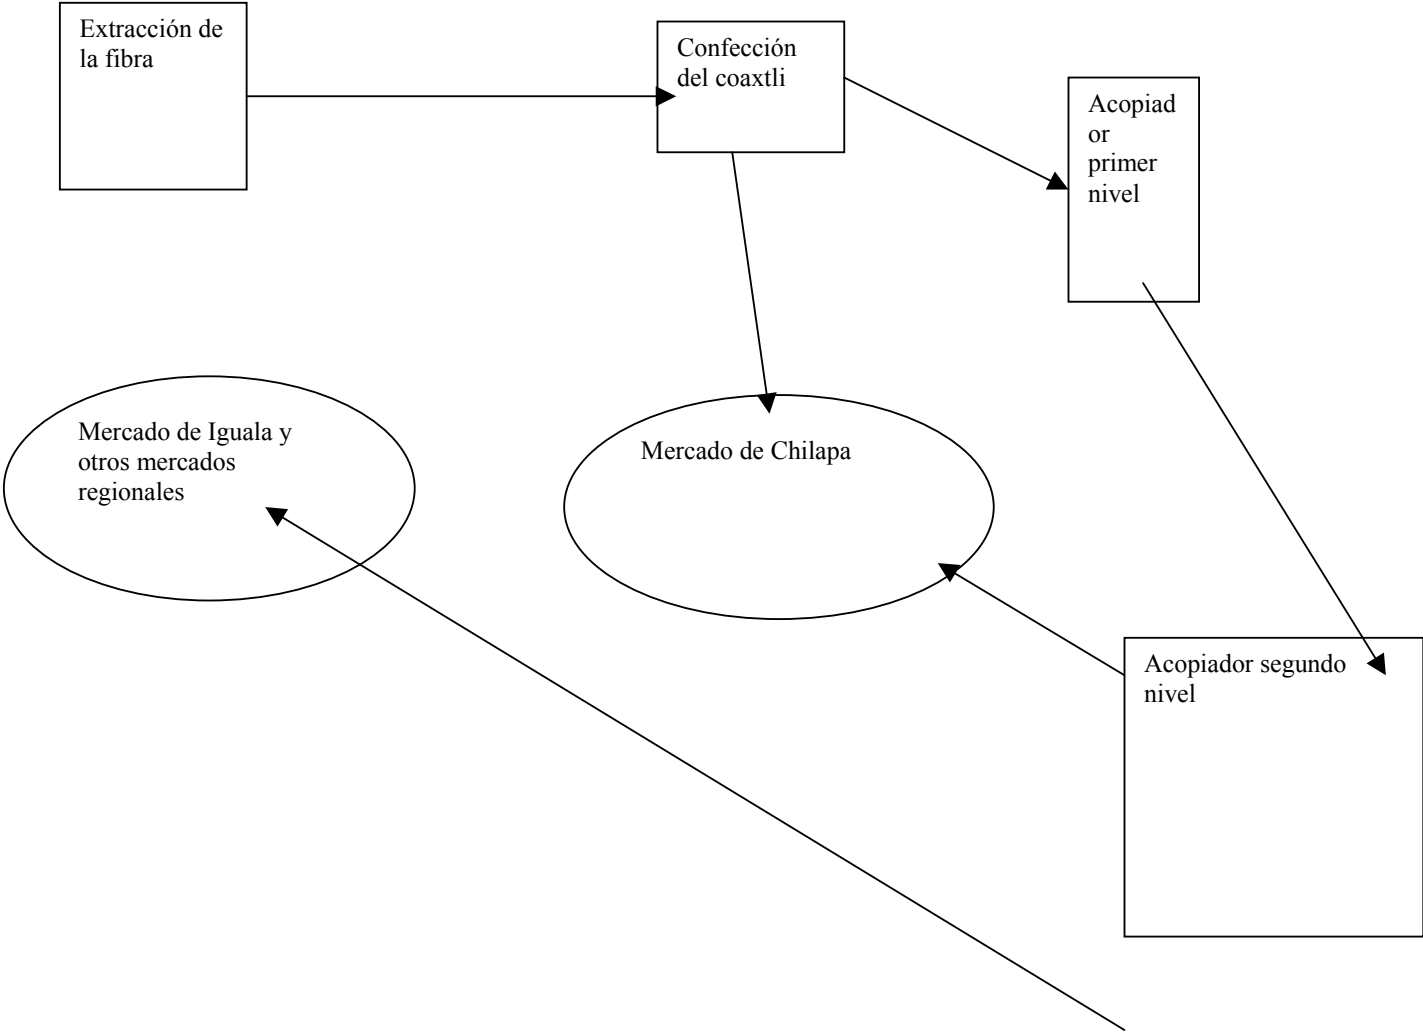 Extracción de
la fibra
Confección
del coaxtli
Acopiad
or
primer
nivel
Mercado de Iguala y
otros mercados
regionales
Mercado de Chilapa
Acopiador segundo
nivel